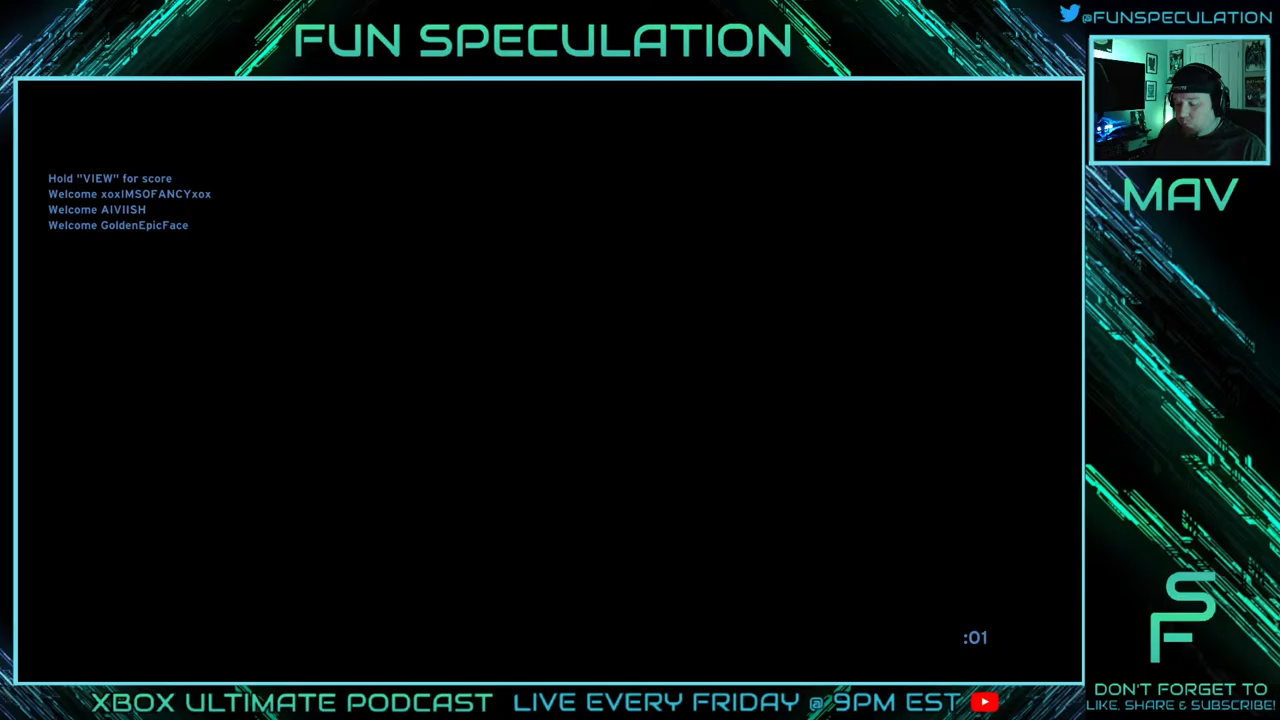 FUN SPECULATION
@FUNSPECULATION
Hold "VIEW" for score
Welcome xoxIMSOFANCYxox
Welcome AIVIISH
Welcome GoldenEpicFace
MAV
:01
SF
DON'T FORGET TO
LIKE, SHARE & SUBSCRIBE!
XBOX ULTIMATE PODCAST LIVE EVERY FRIDAY @ 9PM EST